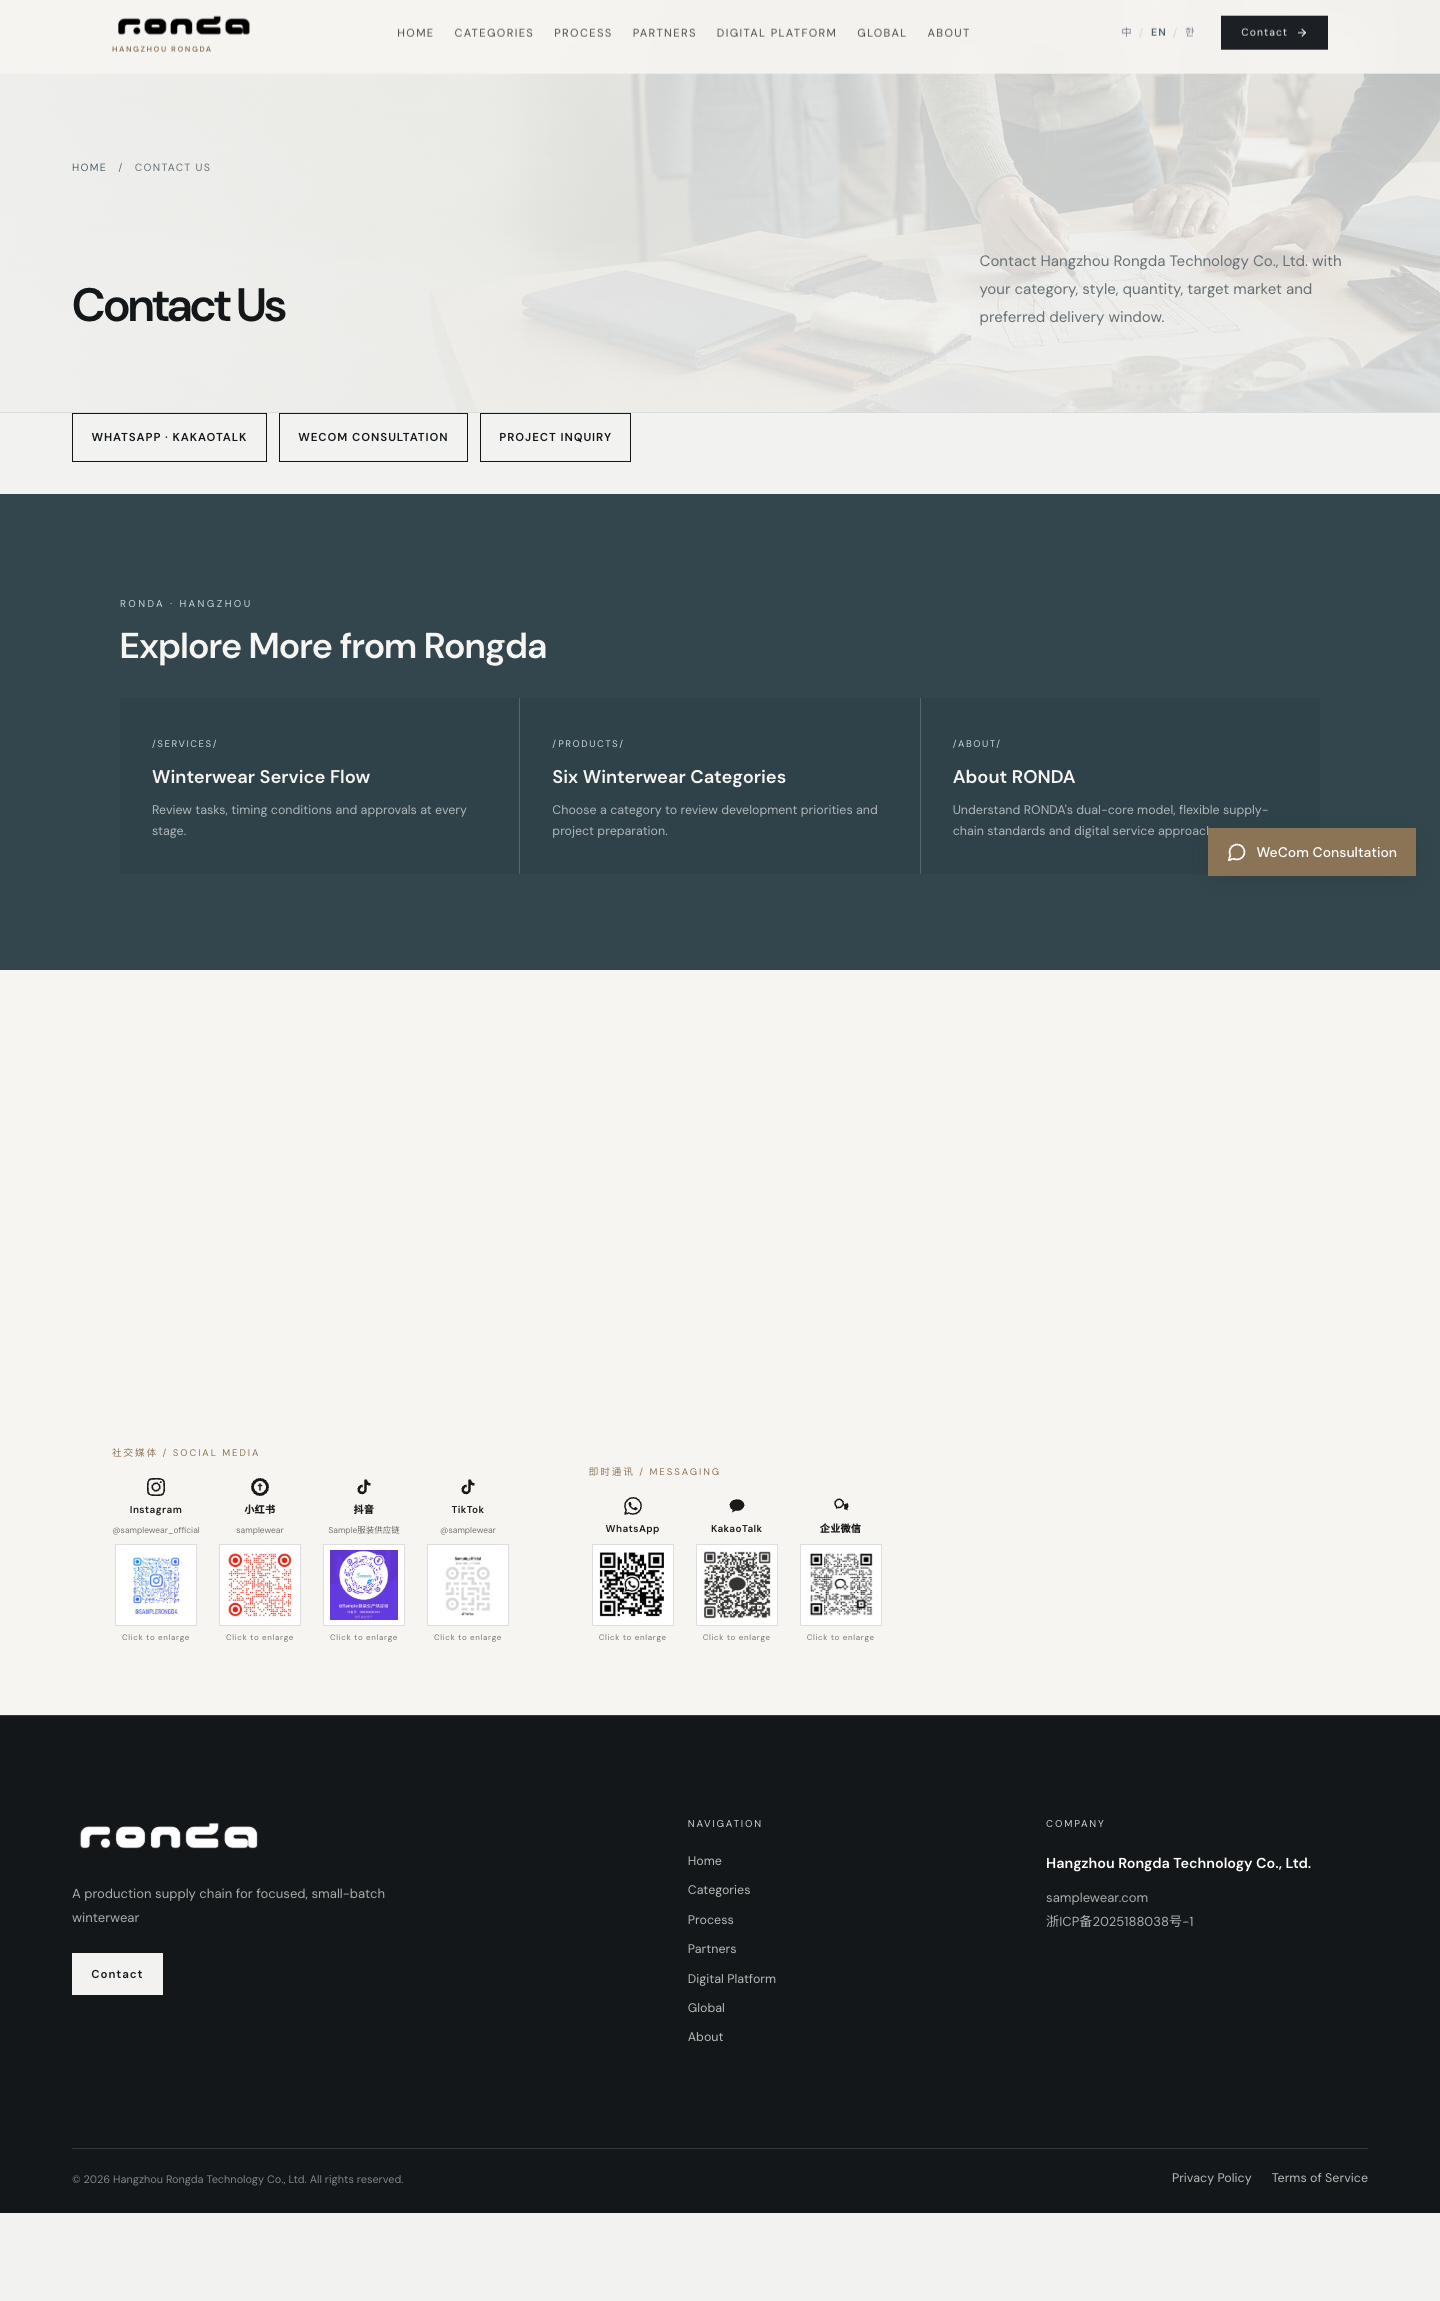 ronda
HANGZHOU RONGDA
HOME CATEGORIES PROCESS PARTNERS DIGITAL PLATFORM GLOBAL ABOUT
中 / EN / 한
Contact →
HOME / CONTACT US
Contact Us
Contact Hangzhou Rongda Technology Co., Ltd. with
your category, style, quantity, target market and
preferred delivery window.
WHATSAPP · KAKAOTALK
WECOM CONSULTATION
PROJECT INQUIRY
RONDA · HANGZHOU
Explore More from Rongda
/SERVICES/
Winterwear Service Flow
Review tasks, timing conditions and approvals at every
stage.
/PRODUCTS/
Six Winterwear Categories
Choose a category to review development priorities and
project preparation.
/ABOUT/
About RONDA
Understand RONDA's dual-core model, flexible supply-
chain standards and digital service approach
WeCom Consultation
社交媒体 / SOCIAL MEDIA
Instagram
@samplewear_official
Click to enlarge
小红书
samplewear
Click to enlarge
抖音
Sample服装供应链
Click to enlarge
TikTok
@samplewear
Click to enlarge
@SAMPLERONGDA
即时通讯 / MESSAGING
WhatsApp
Click to enlarge
KakaoTalk
Click to enlarge
企业微信
Click to enlarge
ronda
A production supply chain for focused, small-batch
winterwear
Contact
NAVIGATION
Home
Categories
Process
Partners
Digital Platform
Global
About
COMPANY
Hangzhou Rongda Technology Co., Ltd.
samplewear.com
浙ICP备2025188038号-1
© 2026 Hangzhou Rongda Technology Co., Ltd. All rights reserved.
Privacy Policy Terms of Service